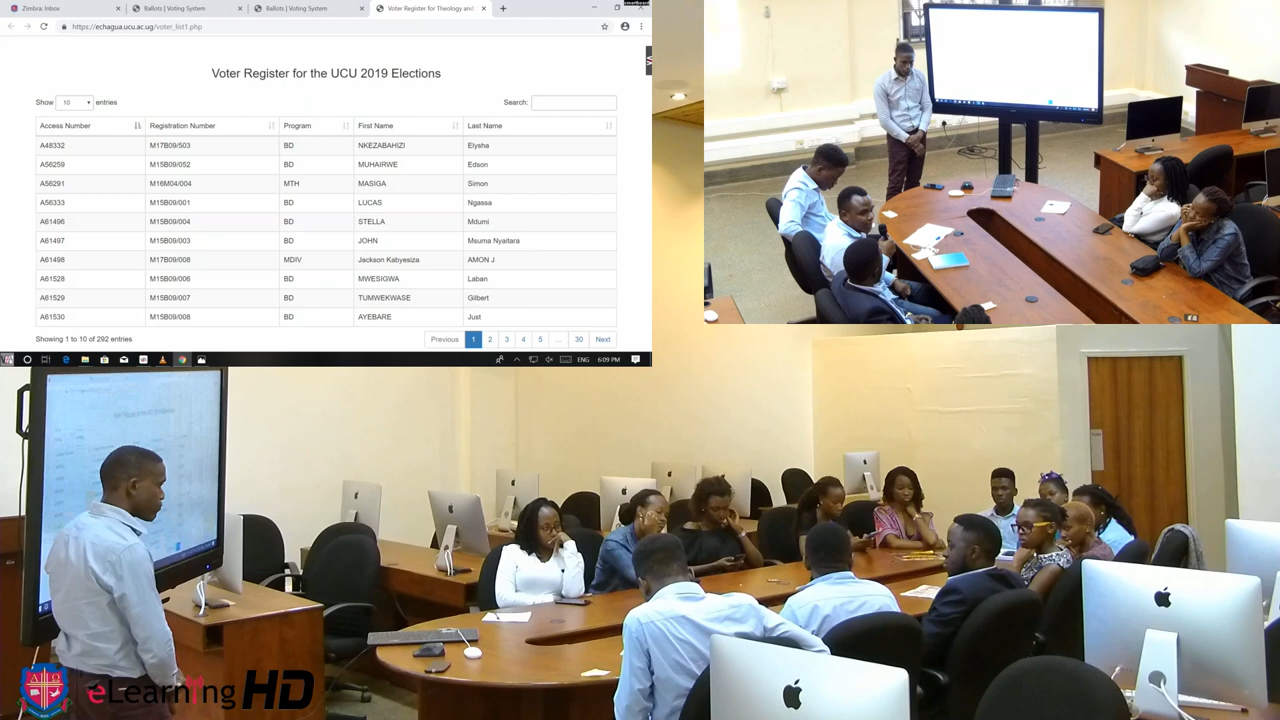 Zimbra: Inbox
Ballots | Voting System
Ballots | Voting System
Voter Register for Theology and
https://echagua.ucu.ac.ug/voter_list1.php
Voter Register for the UCU 2019 Elections
Show 10 entries Search:
Access Number Registration Number Program First Name Last Name
A48332 M17B09/503 BD NKEZABAHIZI Elysha
A56259 M15B09/052 BD MUHAIRWE Edson
A56291 M16M04/004 MTH MASIGA Simon
A56333 M15B09/001 BD LUCAS Ngassa
A61496 M15B09/004 BD STELLA Mdumi
A61497 M15B09/003 BD JOHN Msuma Nyaitara
A61498 M17B09/008 MDIV Jackson Kabyesiza AMON J
A61528 M15B09/006 BD MWESIGWA Laban
A61529 M15B09/007 BD TUMWEKWASE Gilbert
A61530 M15B09/008 BD AYEBARE Just
Showing 1 to 10 of 292 entries Previous 1 2 3 4 5 ... 30 Next
ENG 6:09 PM
eLearning HD